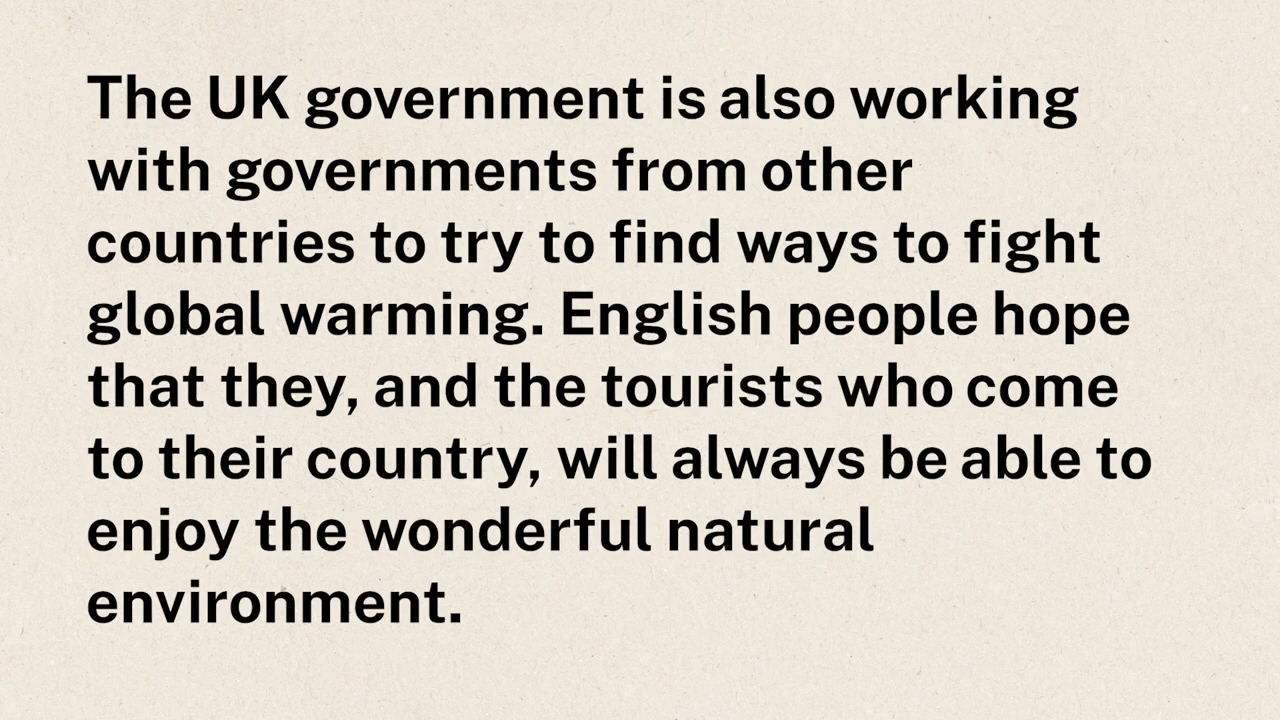 The UK government is also working
with governments from other
countries to try to find ways to fight
global warming. English people hope
that they, and the tourists who come
to their country, will always be able to
enjoy the wonderful natural
environment.